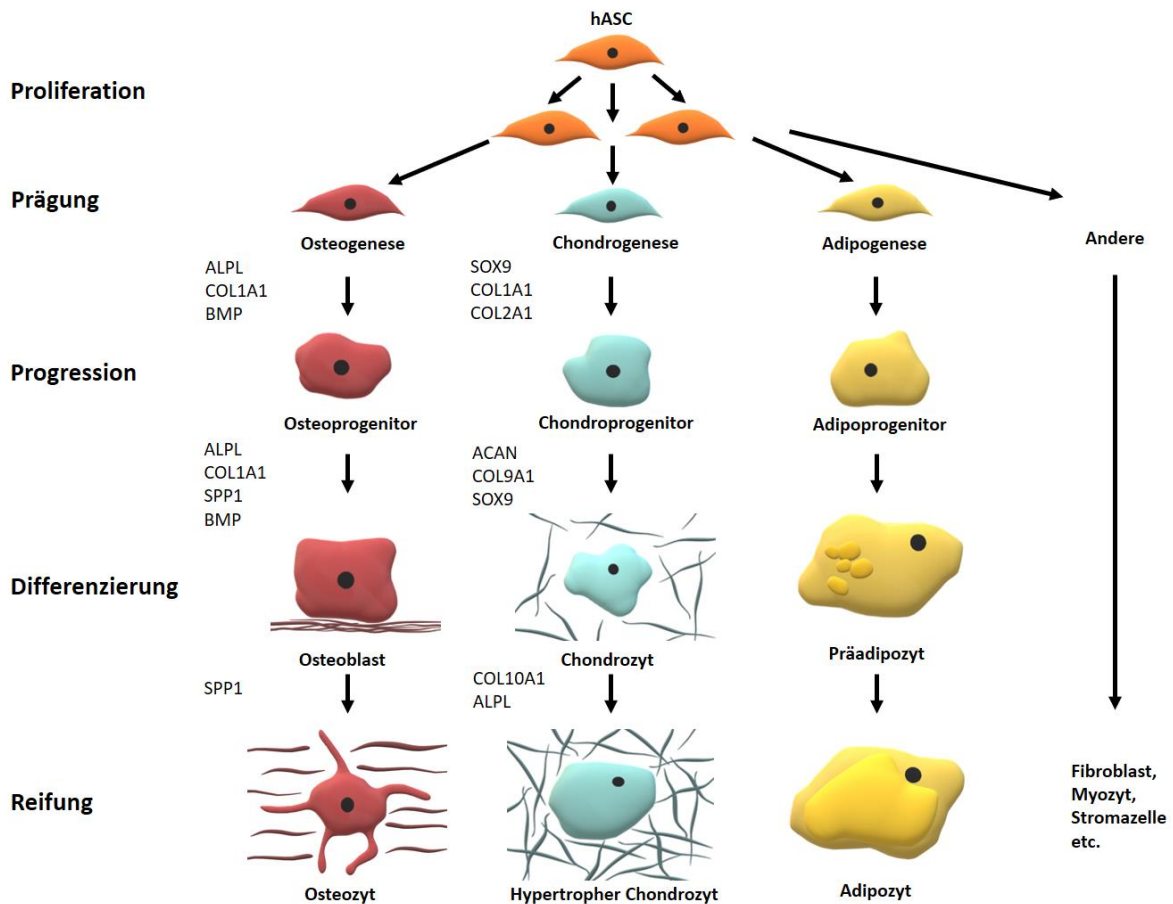 hASC
Proliferation
Prägung
Osteogenese
Chondrogenese
Adipogenese
Andere
ALPL
COL1A1
BMP
SOX9
COL1A1
COL2A1
Progression
Osteoprogenitor
Chondroprogenitor
Adipoprogenitor
ALPL
COL1A1
SPP1
BMP
ACAN
COL9A1
SOX9
Differenzierung
Osteoblast
Chondrozyt
Präadipozyt
SPP1
COL10A1
ALPL
Reifung
Fibroblast,
Myozyt,
Stromazelle
etc.
Osteozyt
Hypertropher Chondrozyt
Adipozyt